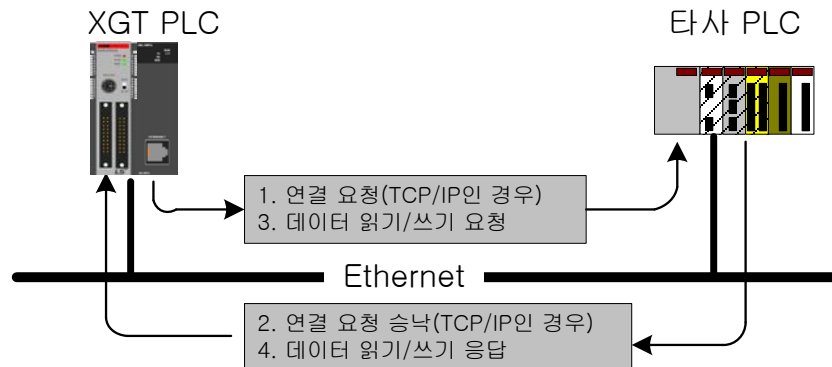 XGT PLC
타사 PLC
1. 연결 요청(TCP/IP인 경우)
3. 데이터 읽기/쓰기 요청
Ethernet
2. 연결 요청 승낙(TCP/IP인 경우)
4. 데이터 읽기/쓰기 응답